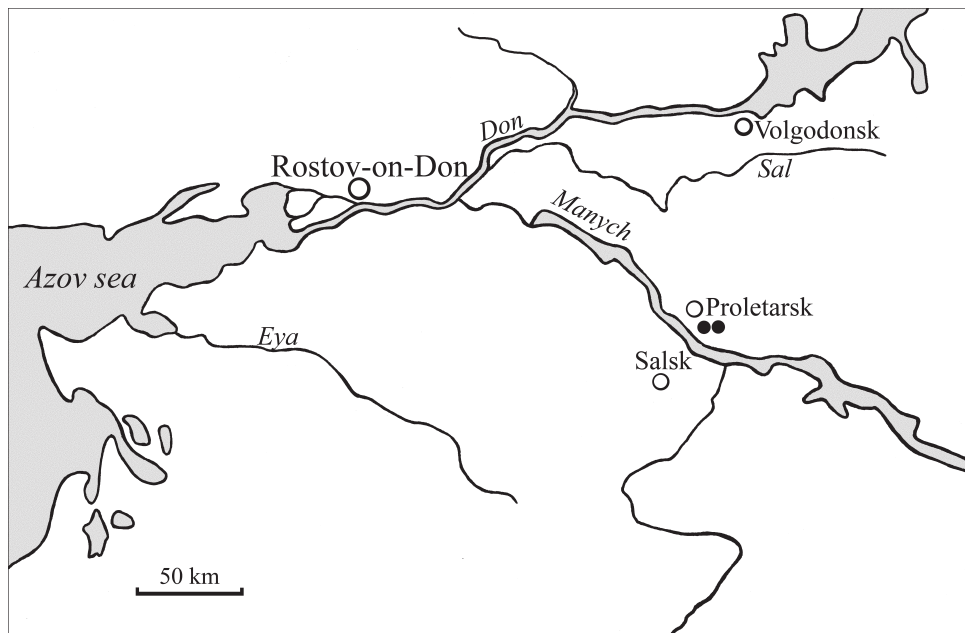 Don
Volgodonsk
Rostov-on-Don
Sal
Manych
Azov sea
Proletarsk
Eya
Salsk
50 km